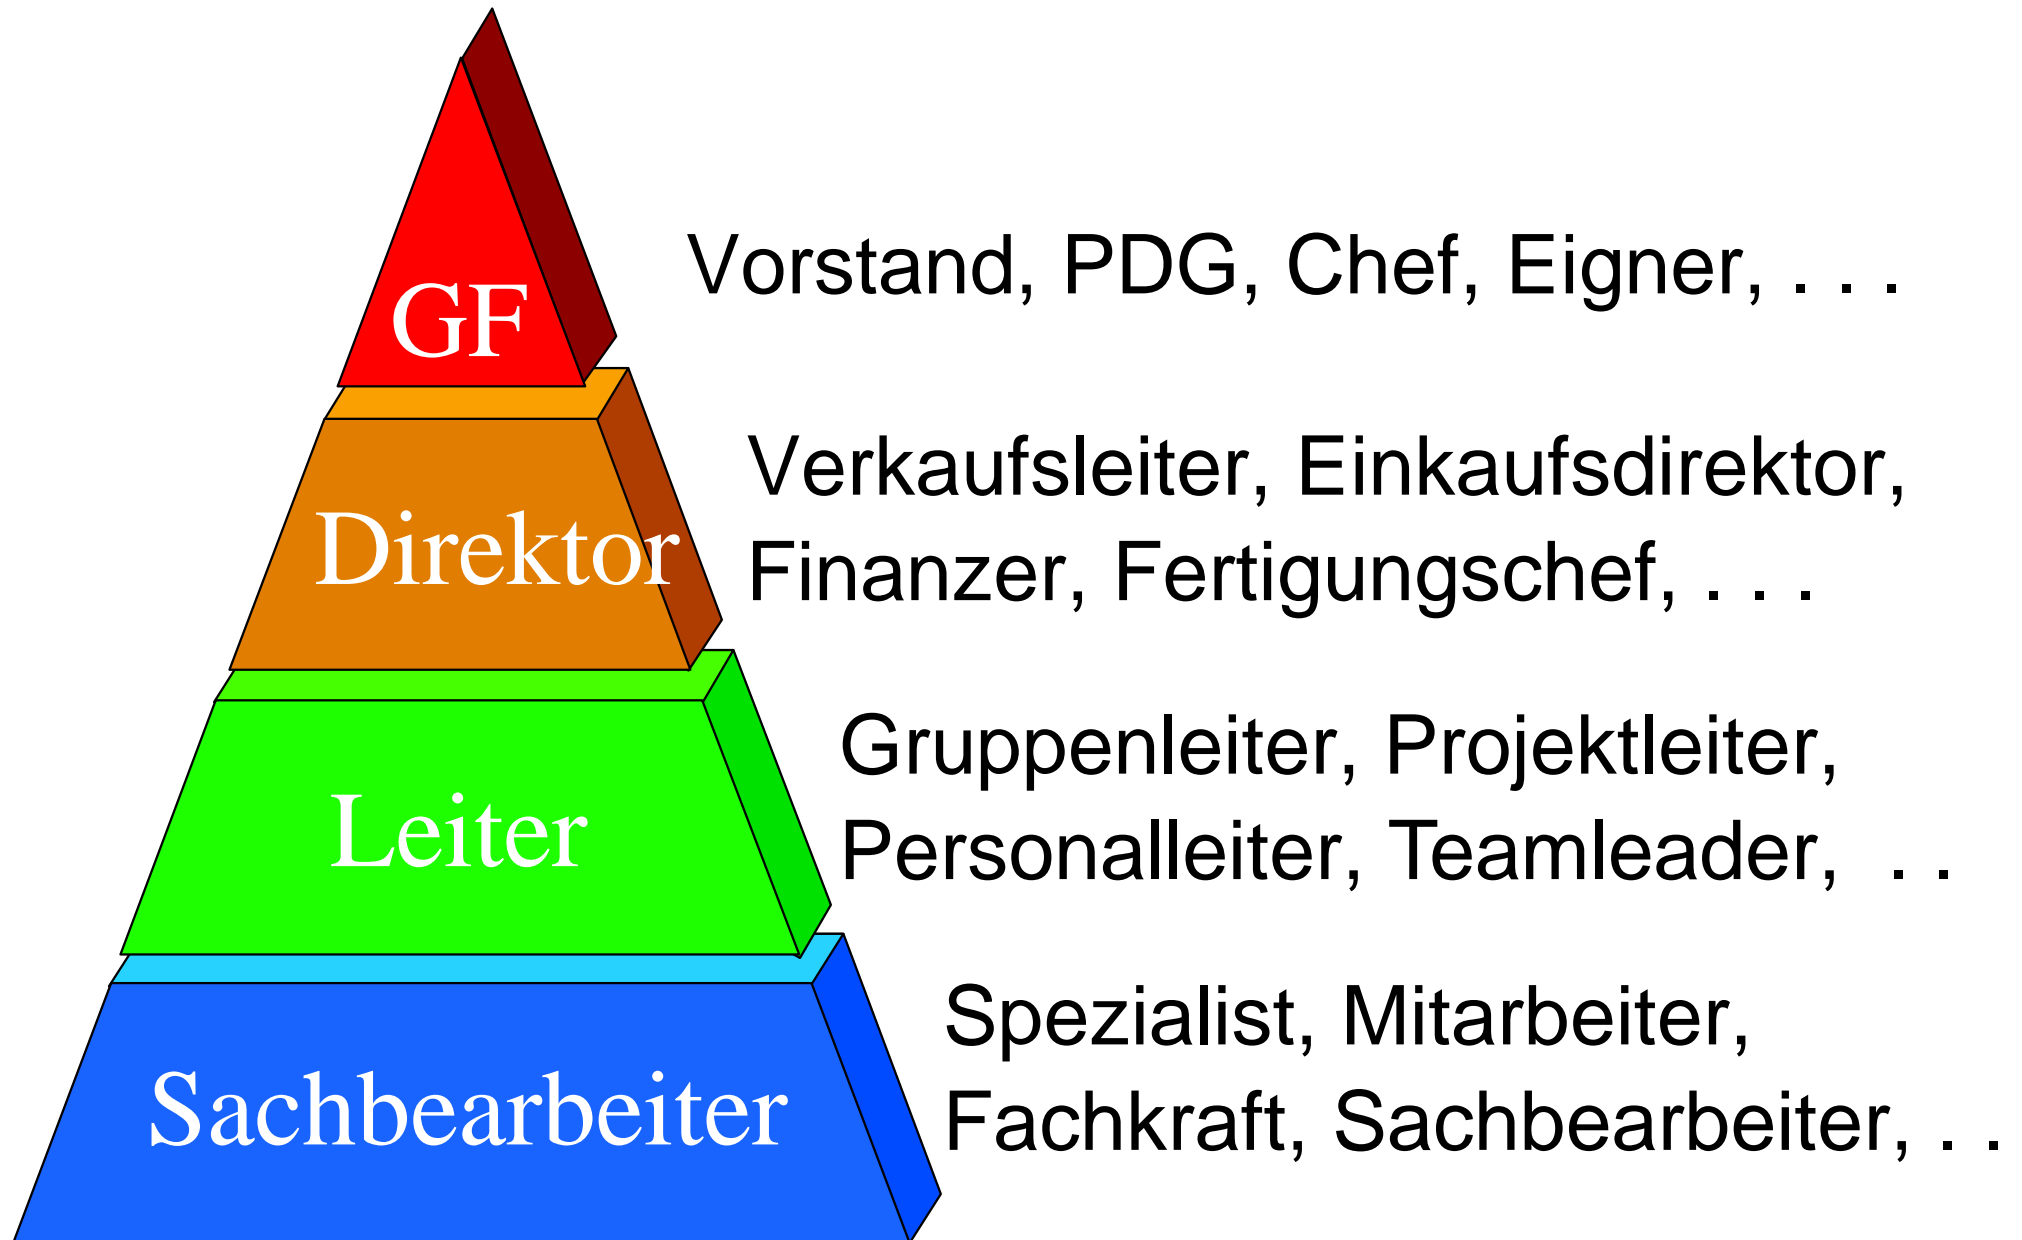 GF
Vorstand, PDG, Chef, Eigner, . . .
Direktor
Verkaufsleiter, Einkaufsdirektor,
Finanzer, Fertigungschef, . . .
Leiter
Gruppenleiter, Projektleiter,
Personalleiter, Teamleader, . .
Sachbearbeiter
Spezialist, Mitarbeiter,
Fachkraft, Sachbearbeiter, . .